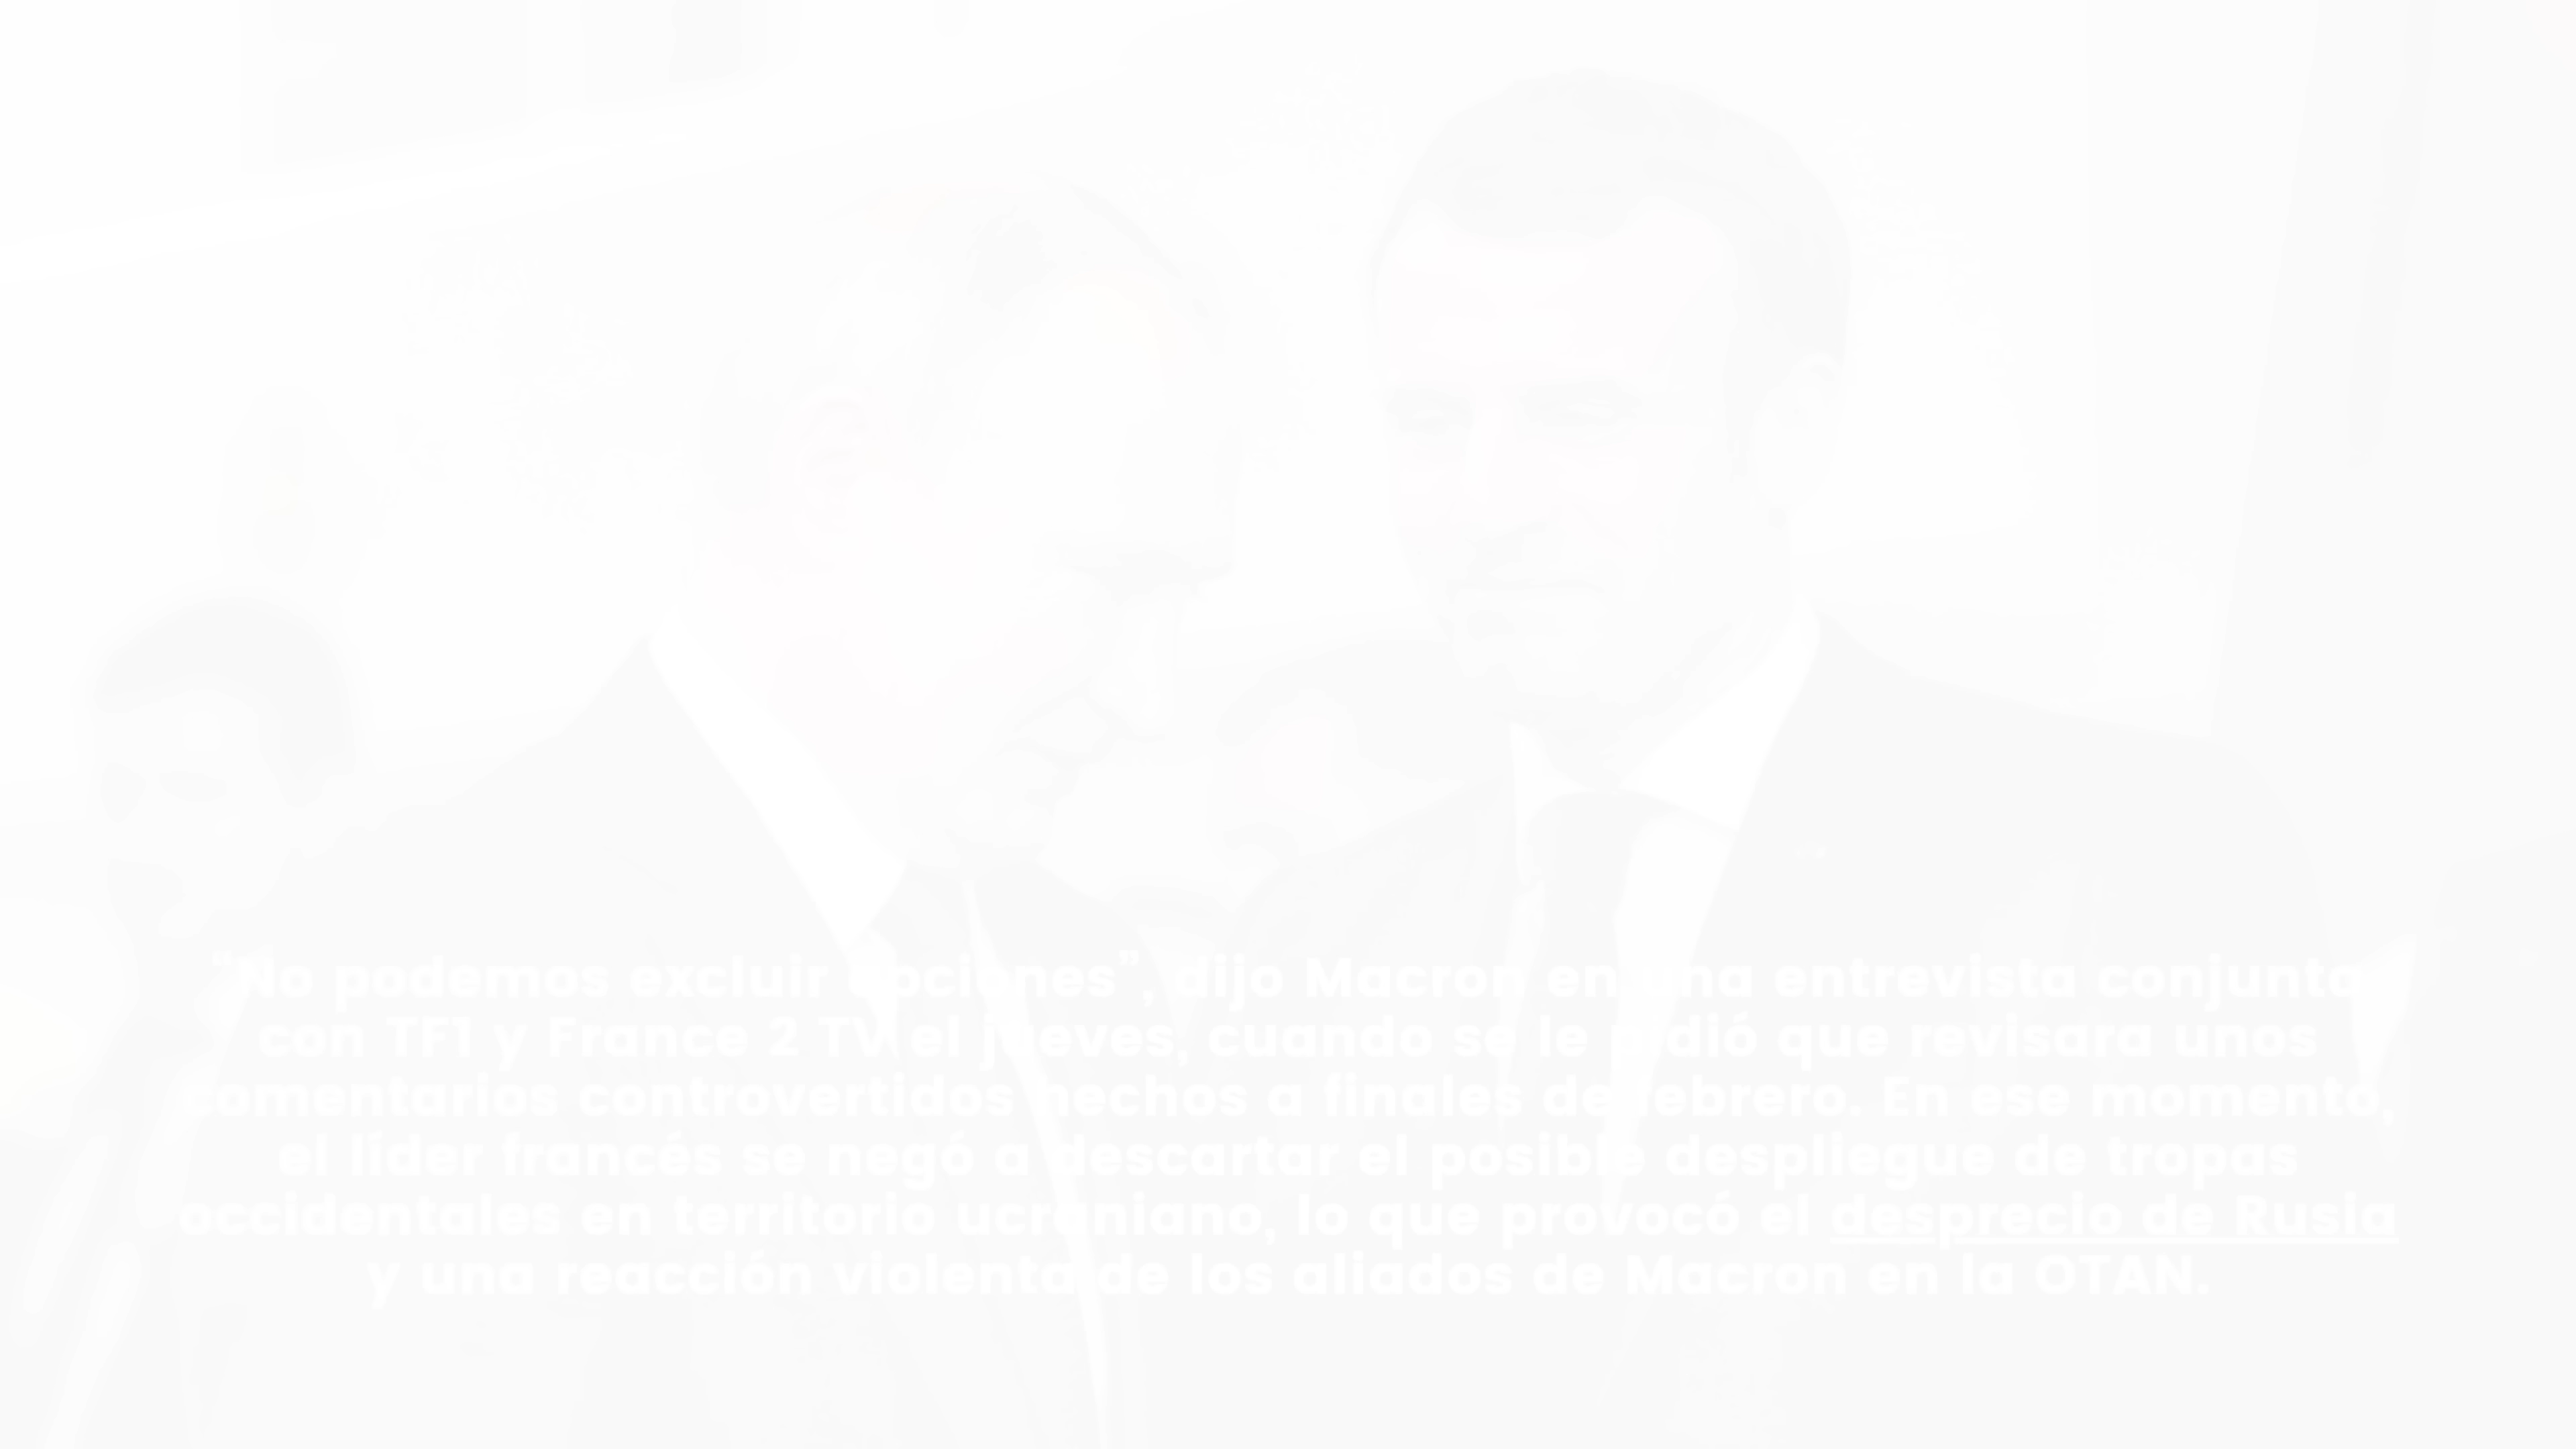 “No podemos excluir opciones”, dijo Macron en una entrevista conjunta
con TF1 y France 2 TV el jueves, cuando se le pidió que revisara unos
comentarios controvertidos hechos a finales de febrero. En ese momento,
el líder francés se negó a descartar el posible despliegue de tropas
occidentales en territorio ucraniano, lo que provocó el desprecio de Rusia
y una reacción violenta de los aliados de Macron en la OTAN.